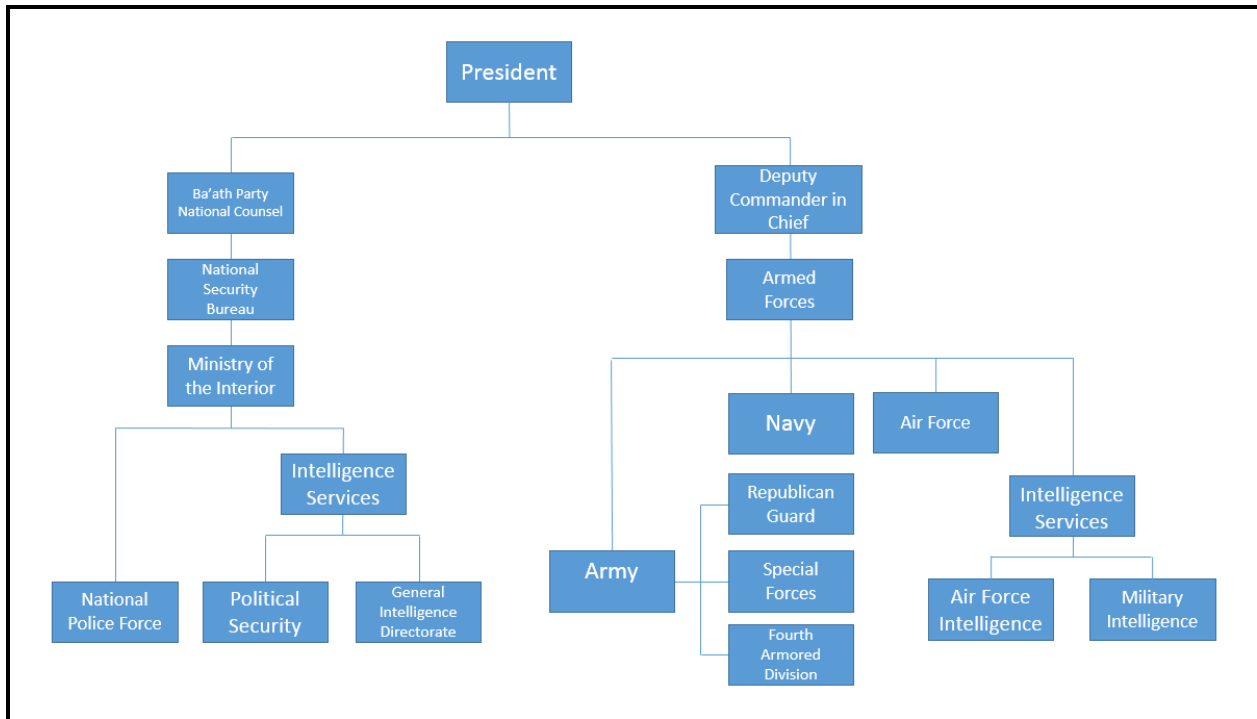 President
Ba’ath Party
National Counsel
Deputy
Commander in
Chief
National
Security
Bureau
Armed
Forces
Ministry of
the Interior
Navy
Air Force
Intelligence
Services
Republican
Guard
Intelligence
Services
Army
Special
Forces
National
Police Force
Political
Security
General
Intelligence
Directorate
Air Force
Intelligence
Military
Intelligence
Fourth
Armored
Division